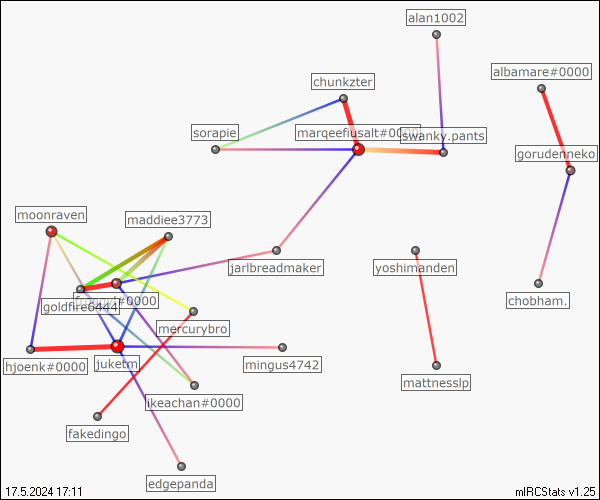 alan1002
albamare#0000
chunkzter
sorapie
marqeefiusalt#0000
swanky.pants
gorudenneko
moonraven
maddiee3773
jarlbreadmaker
yoshimanden
chobham.
goldfire6444
#0000
mercurybro
hjoenk#0000
juketm
mingus4742
mattnesslp
ikeachan#0000
fakedingo
edgepanda
17.5.2024 17:11
mIRCStats v1.25